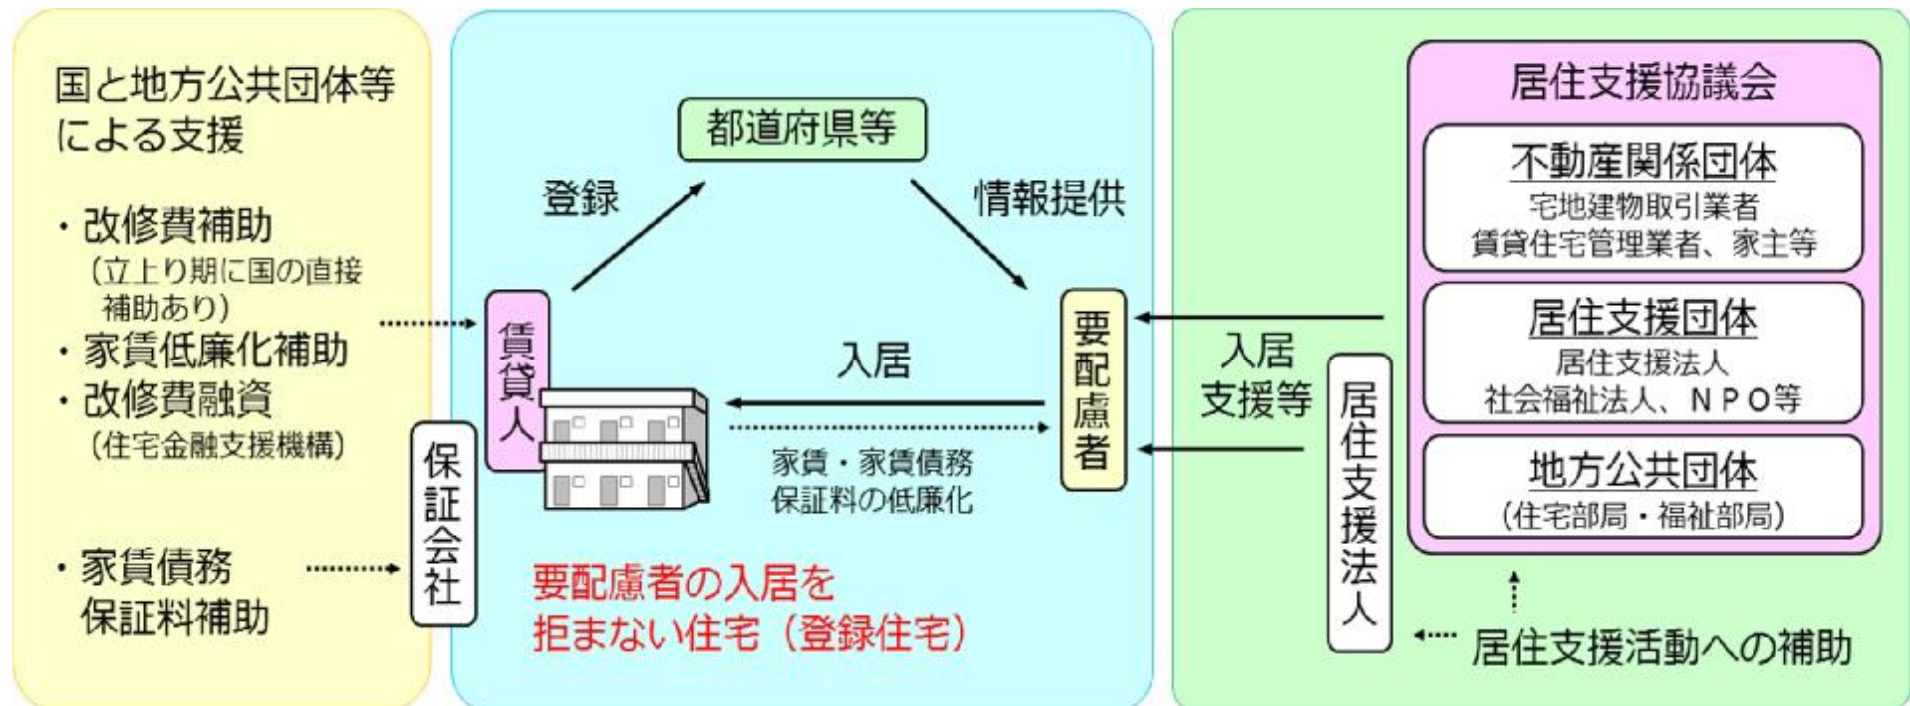 国と地方公共団体等
による支援
・改修費補助
（立上り期に国の直接
補助あり）
・家賃低廉化補助
・改修費融資
（住宅金融支援機構）
・家賃債務
保証料補助
保証会社
都道府県等
登録
情報提供
賃貸人
要配慮者
入居
家賃・家賃債務
保証料の低廉化
要配慮者の入居を
拒まない住宅（登録住宅）
入居
支援等
居住支援法人
居住支援協議会
不動産関係団体
宅地建物取引業者
賃貸住宅管理業者、家主等
居住支援団体
居住支援法人
社会福祉法人、ＮＰＯ等
地方公共団体
（住宅部局・福祉部局）
居住支援活動への補助